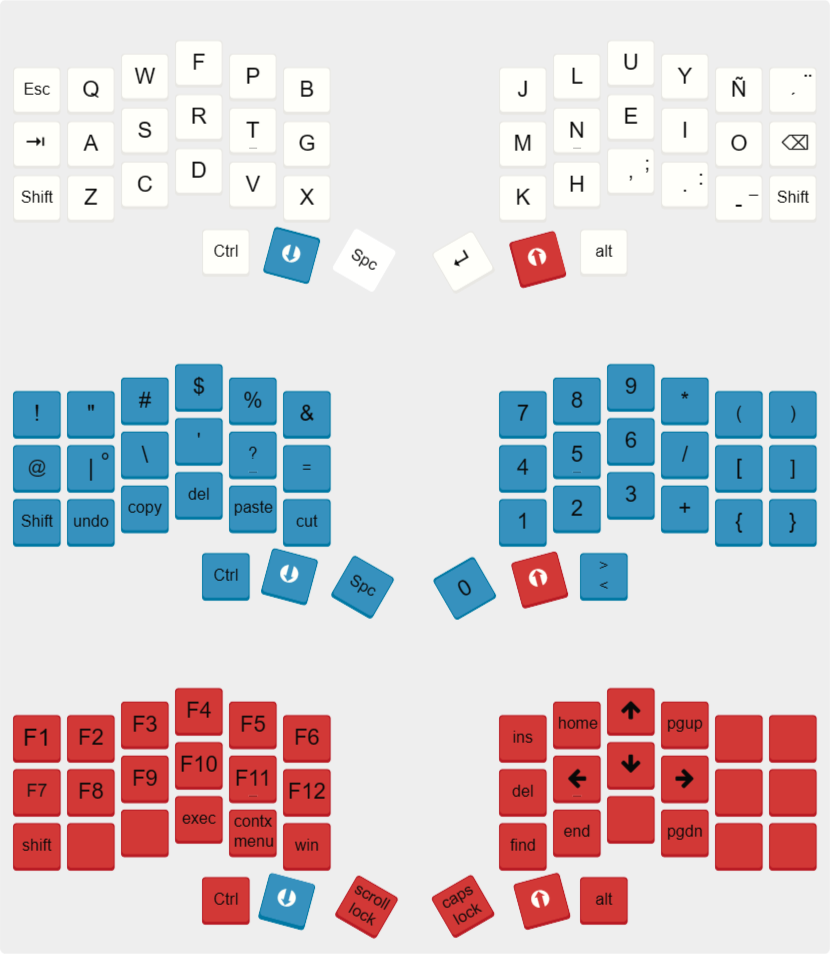 Esc Q W F P B J L U Y Ñ ´ ¨
⇥ A S R T G M N E I O ⌫
Shift Z C D V X K H , ; . : - _ Shift
Ctrl Spc ↵ alt
! " # $ % & 7 8 9 * ( )
@ | ° \ ' ? = 4 5 6 / [ ]
Shift undo copy del paste cut 1 2 3 + { }
Ctrl Spc 0 > <
F1 F2 F3 F4 F5 F6 ins home ↑ pgup
F7 F8 F9 F10 F11 F12 del ← ↓ →
shift exec contx menu win find end pgdn
Ctrl scroll lock caps lock alt